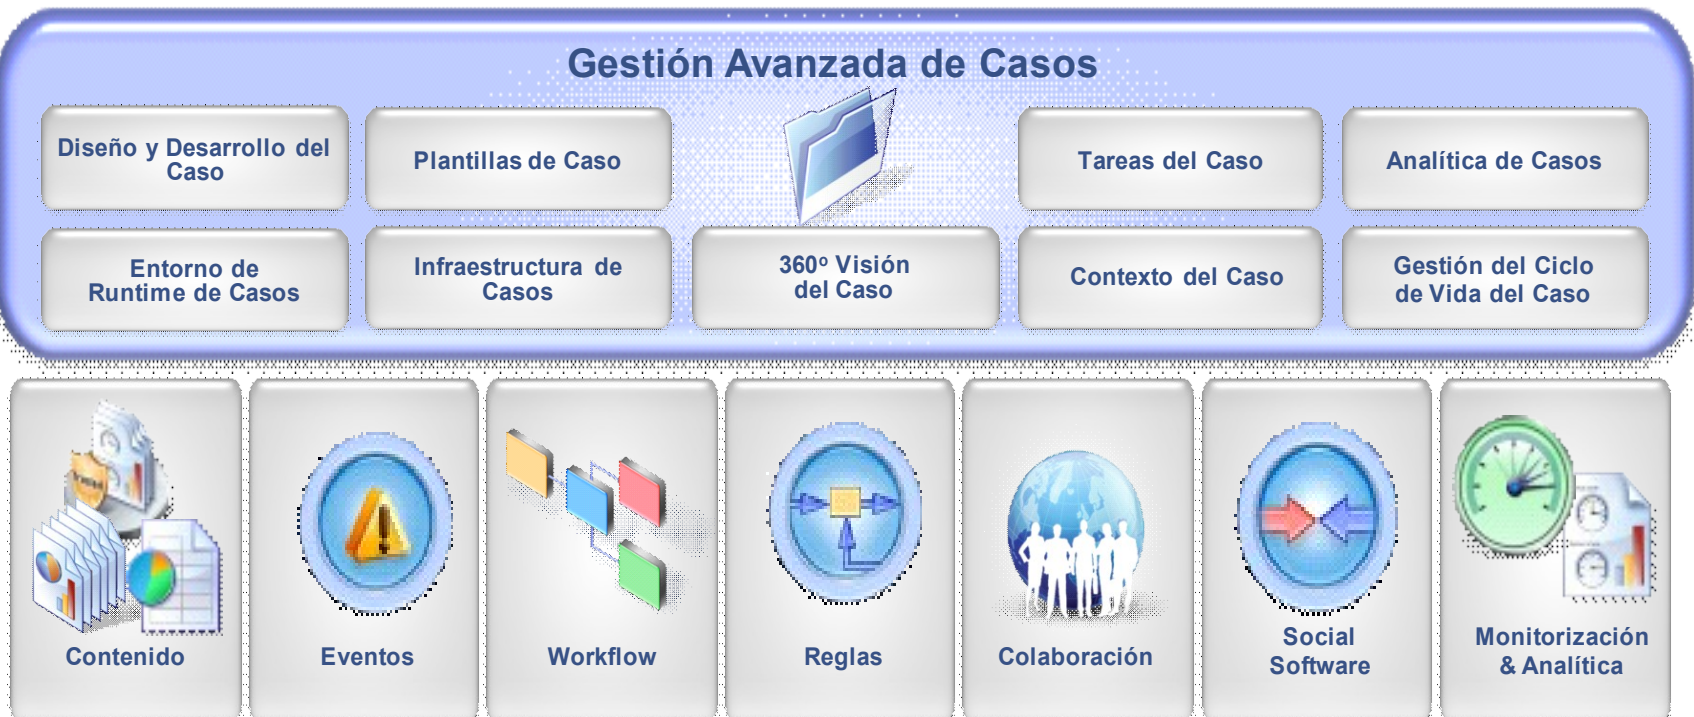 Gestión Avanzada de Casos
Diseño y Desarrollo del
Caso
Plantillas de Caso
Tareas del Caso
Analítica de Casos
Entorno de
Runtime de Casos
Infraestructura de
Casos
360º Visión
del Caso
Contexto del Caso
Gestión del Ciclo
de Vida del Caso
Contenido
Eventos
Workflow
Reglas
Colaboración
Social
Software
Monitorización
& Analítica